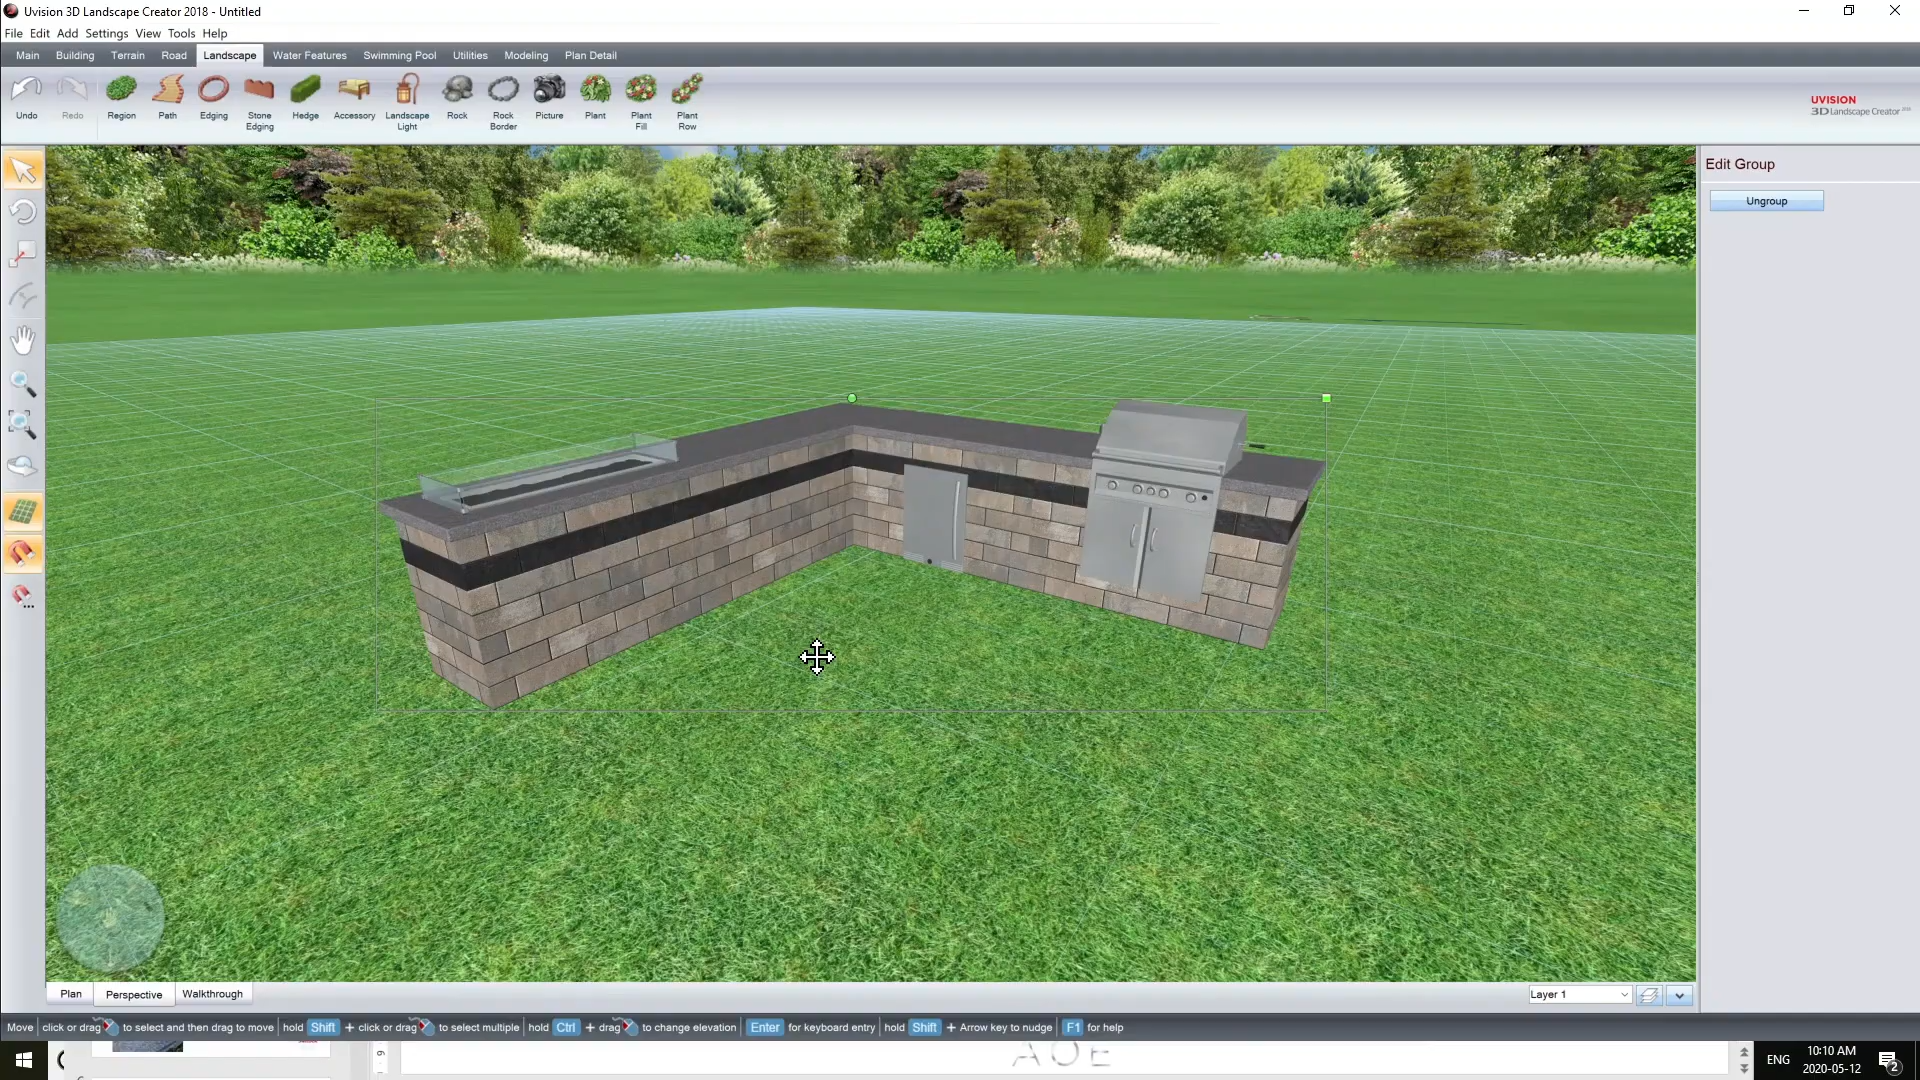 Uvision 3D Landscape Creator 2018 - Untitled
File Edit Add Settings View Tools Help
Main Building Terrain Road Landscape Water Features Swimming Pool Utilities Modeling Plan Detail
Undo Redo Region Path Edging Stone Edging Hedge Accessory Landscape Light Rock Rock Border Picture Plant Plant Fill Plant Row
UVISION
3D Landscape Creator
Edit Group
Ungroup
Plan Perspective Walkthrough
Layer 1
Move click or drag to select and then drag to move hold Shift + click or drag to select multiple hold Ctrl + drag to change elevation Enter for keyboard entry hold Shift + Arrow key to nudge F1 for help
ENG
10:10 AM
2020-05-12
2